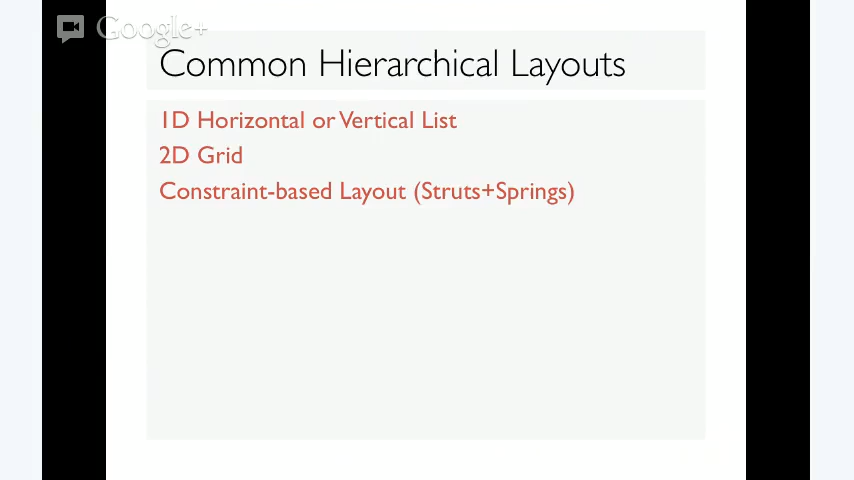 Google+
Common Hierarchical Layouts
1D Horizontal or Vertical List
2D Grid
Constraint-based Layout (Struts+Springs)